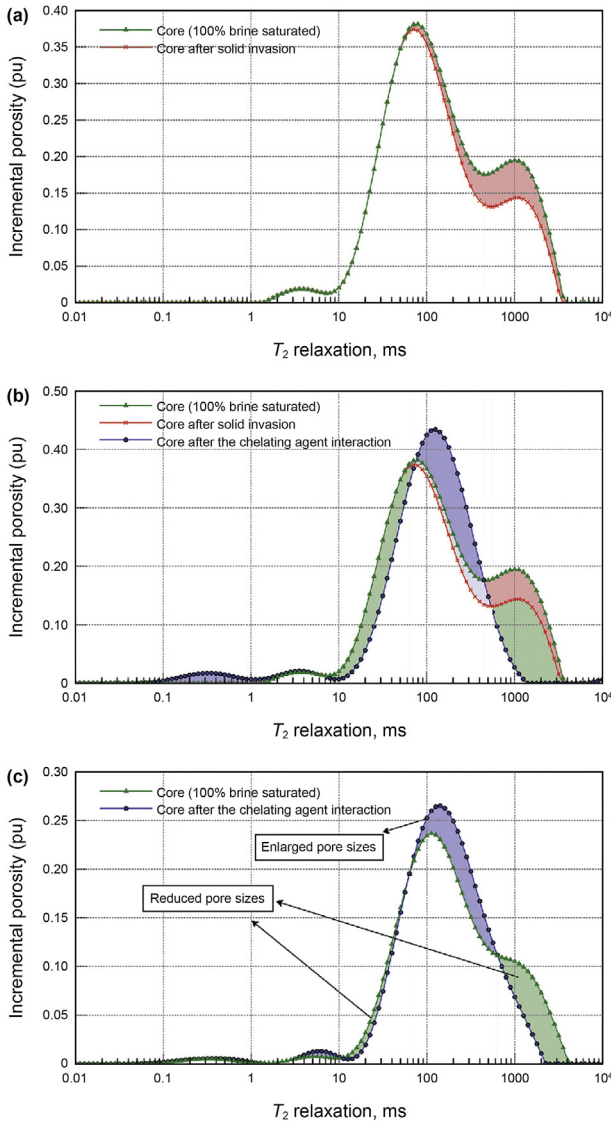 (a)
0.40
0.35
0.30
0.25
0.20
0.15
0.10
0.05
0
Incremental porosity (pu)
Core (100% brine saturated)
Core after solid invasion
0.01 0.1 1 10 100 1000 10⁴
T₂ relaxation, ms
(b)
0.50
0.40
0.30
0.20
0.10
0
Incremental porosity (pu)
Core (100% brine saturated)
Core after solid invasion
Core after the chelating agent interaction
0.01 0.1 1 10 100 1000 10⁴
T₂ relaxation, ms
(c)
0.30
0.25
0.20
0.15
0.10
0.05
0
Incremental porosity (pu)
Core (100% brine saturated)
Core after the chelating agent interaction
Enlarged pore sizes
Reduced pore sizes
0.01 0.1 1 10 100 1000 10⁴
T₂ relaxation, ms